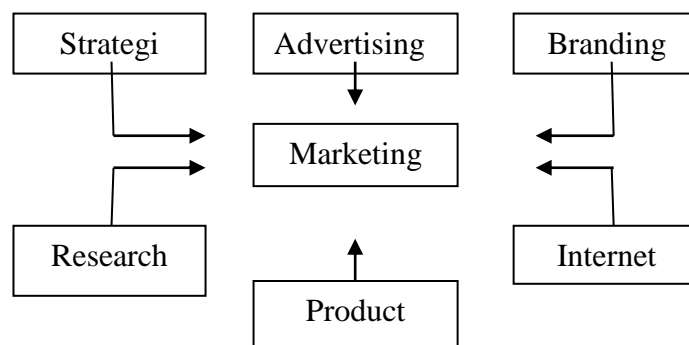 Strategi
Advertising
Branding
Marketing
Research
Internet
Product